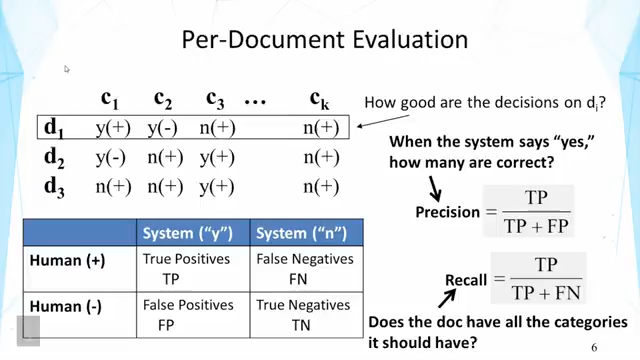 Per-Document Evaluation
c1 c2 c3 … ck
How good are the decisions on di?
d1 y(+) y(-) n(+) n(+)
d2 y(-) n(+) y(+) n(+)
d3 n(+) n(+) y(+) n(+)
When the system says “yes,”
how many are correct?
Precision = TP / TP + FP
System (“y”) System (“n”)
Human (+) True Positives TP False Negatives FN
Human (-) False Positives FP True Negatives TN
Recall = TP / TP + FN
Does the doc have all the categories
it should have?
6